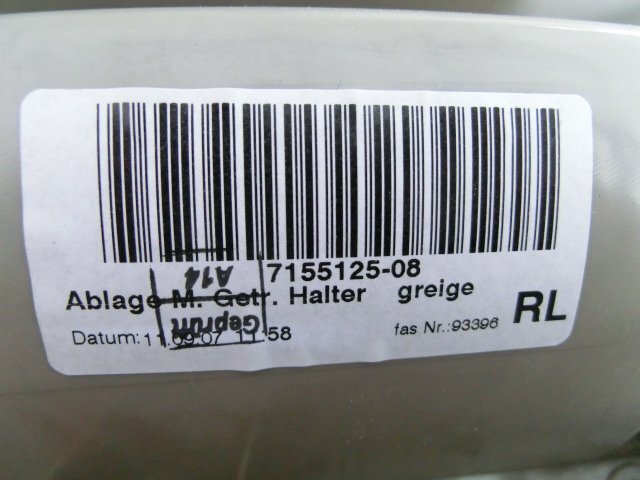 7155125-08
Ablage M. Getr. Halter greige
RL
Datum: 11.09.07 11:58
fas Nr.:93396
Geprüft
A14